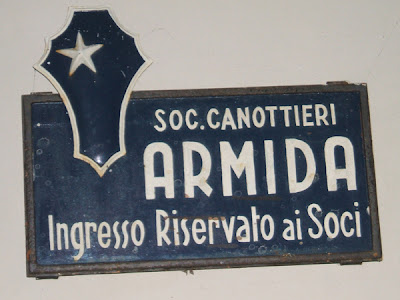 SOC. CANOTTIERI
ARMIDA
Ingresso Riservato ai Soci